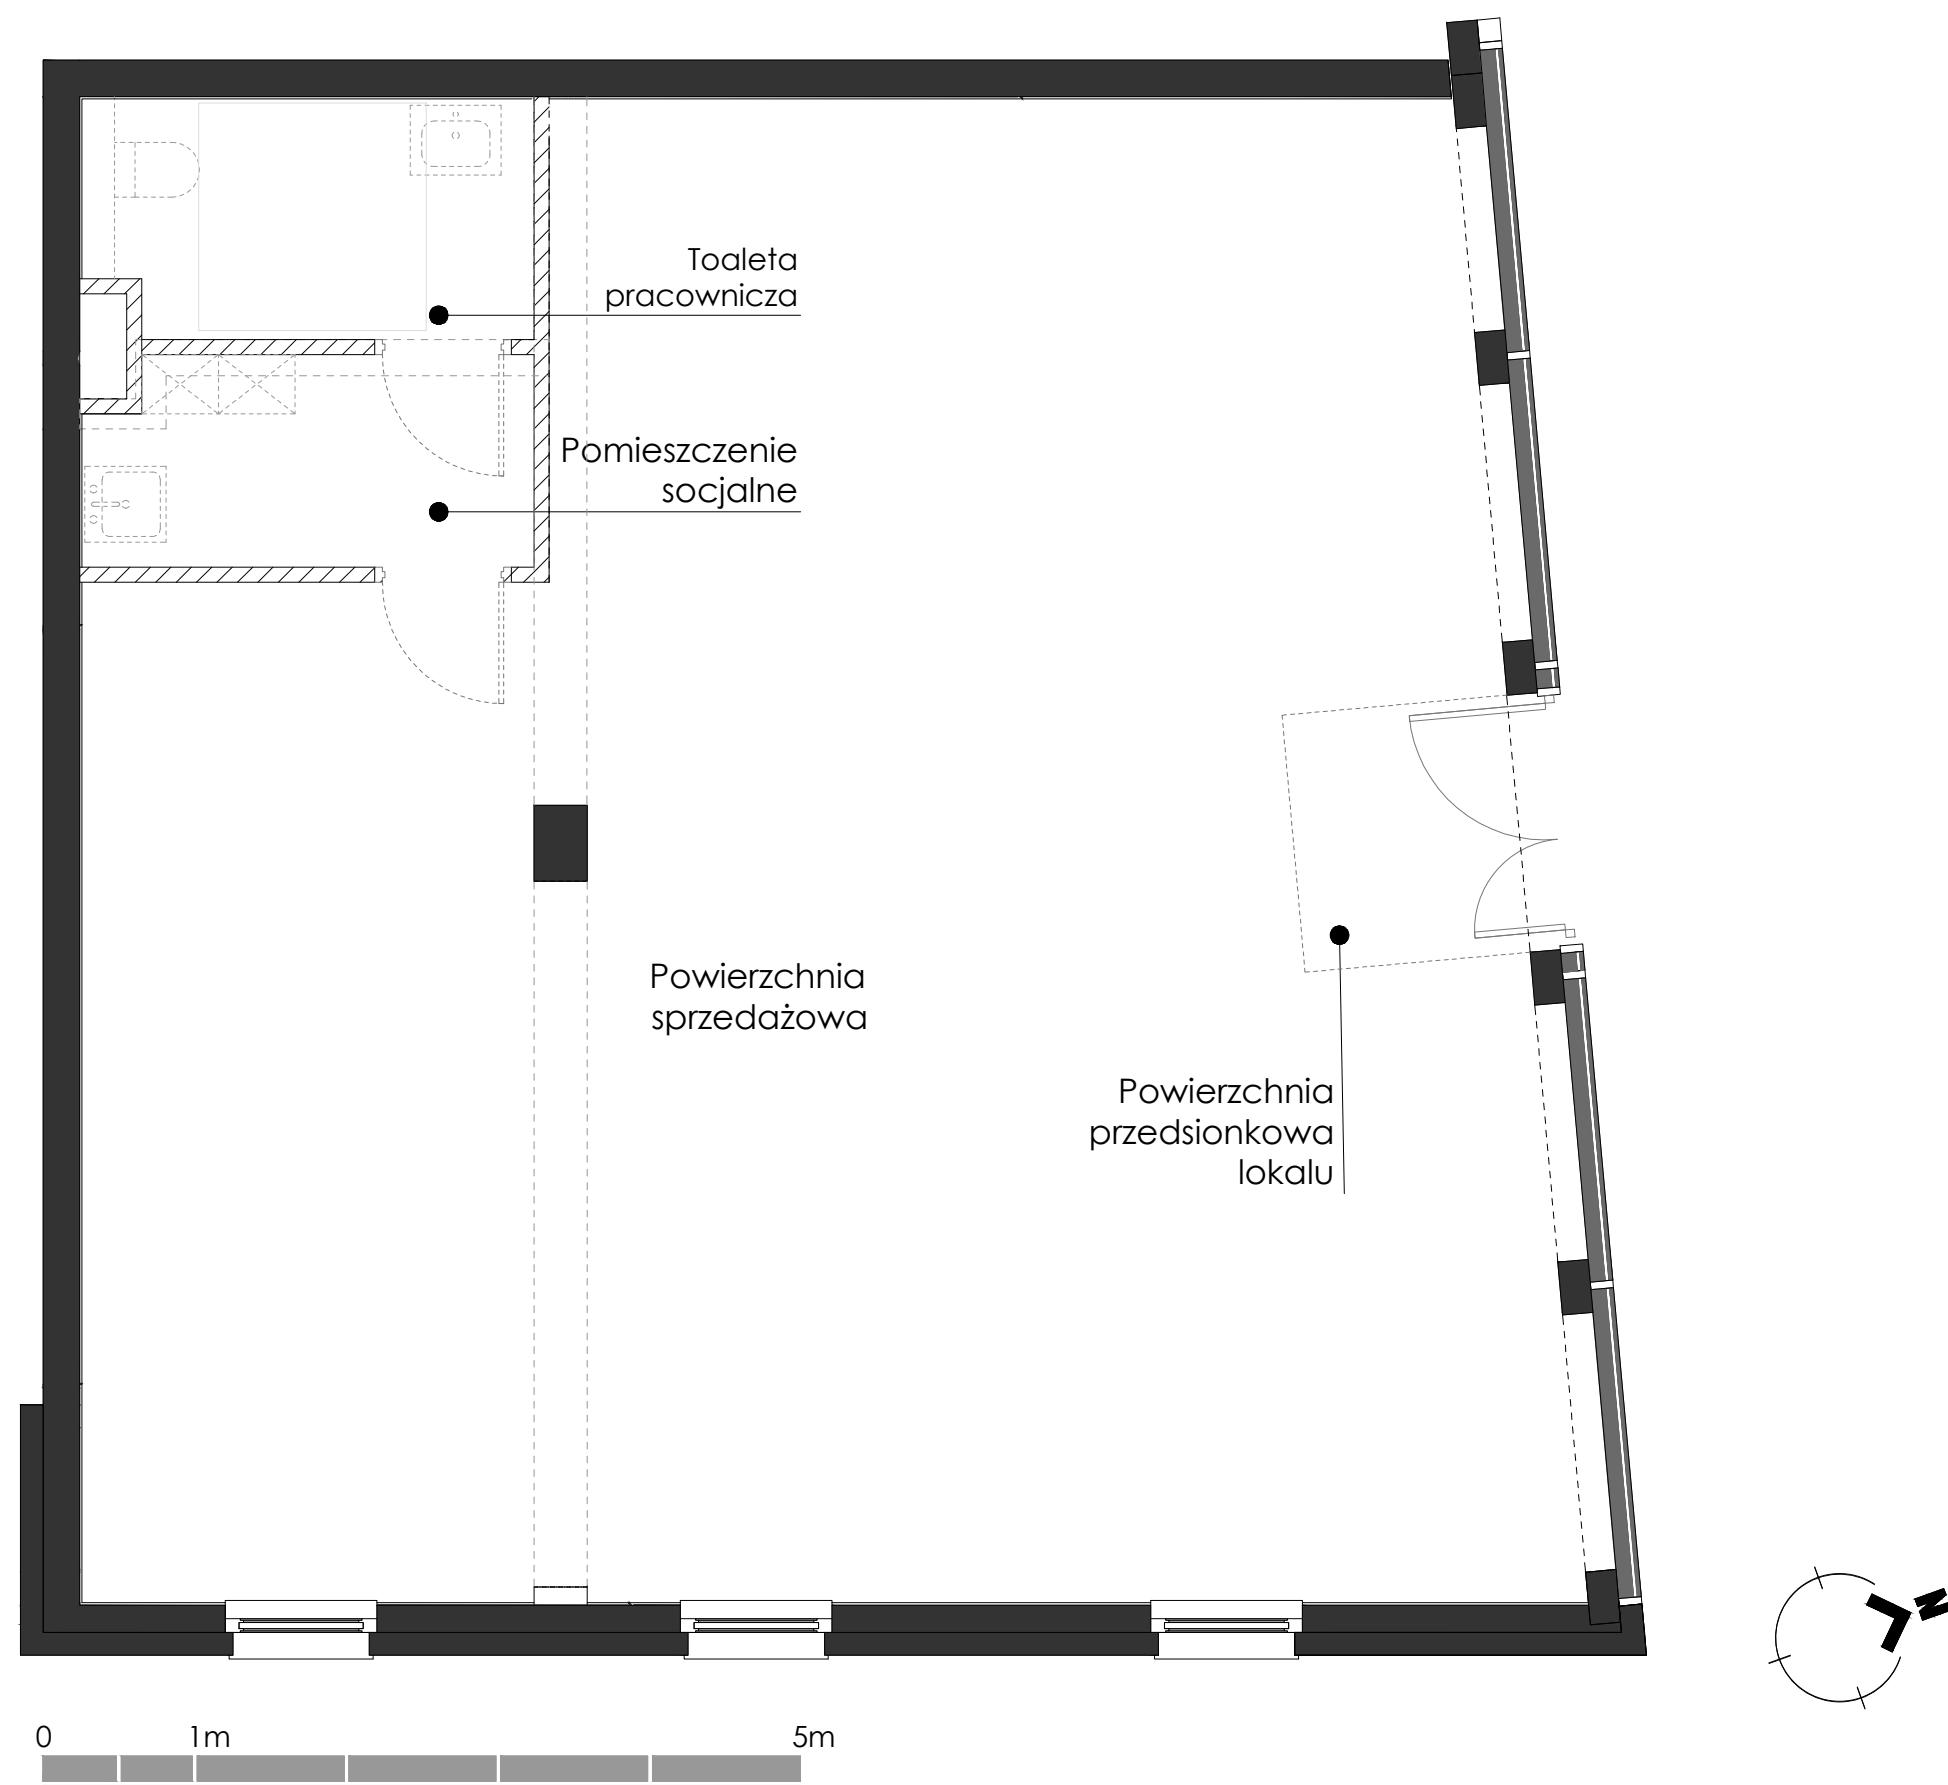 Toaleta
pracownicza
Pomieszczenie
socjalne
Powierzchnia
sprzedażowa
Powierzchnia
przedsionkowa
lokalu
N
0 1m 5m